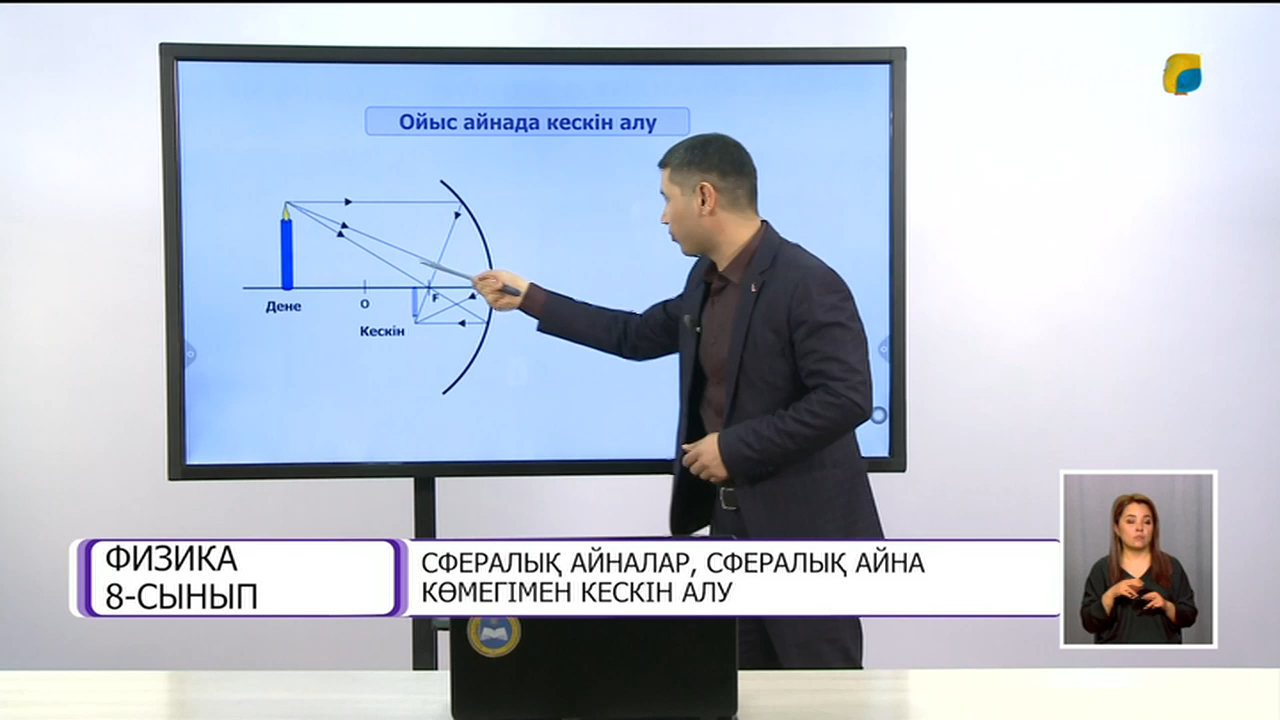 Ойыс айнада кескін алу
Дене
О
F
Кескін
ФИЗИКА
8-СЫНЫП
СФЕРАЛЫҚ АЙНАЛАР, СФЕРАЛЫҚ АЙНА
КӨМЕГІМЕН КЕСКІН АЛУ